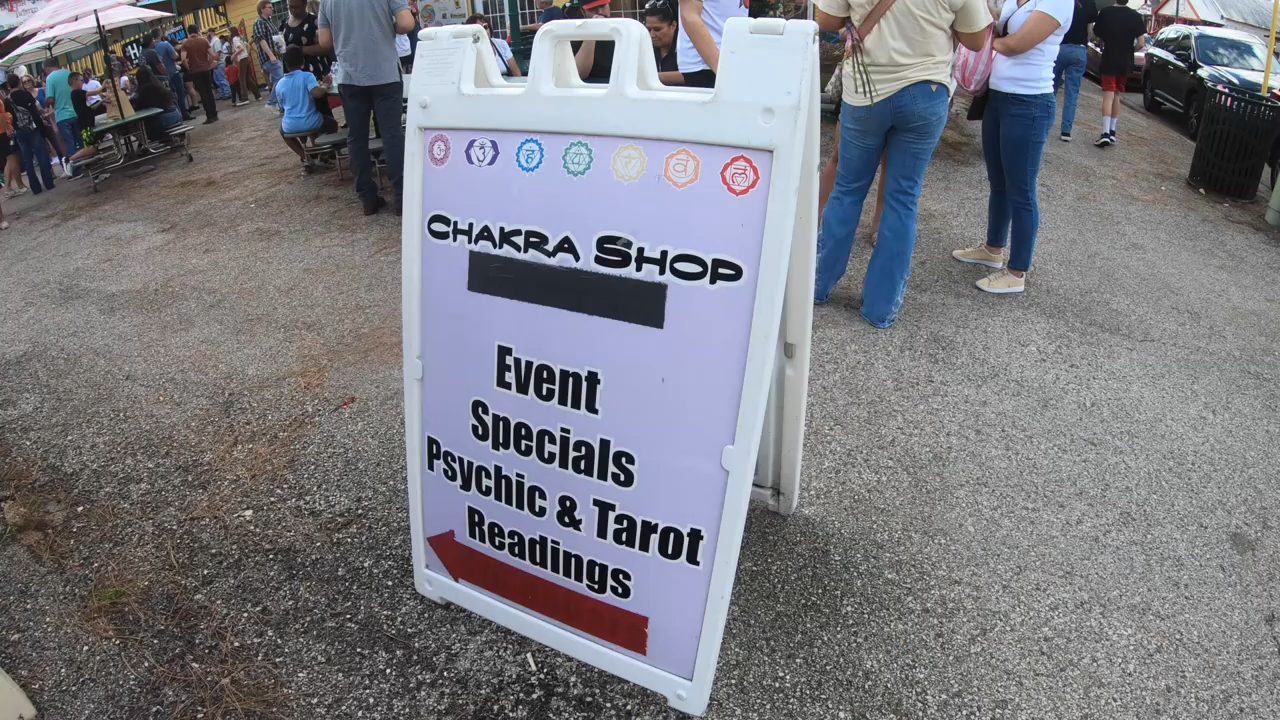 Chakra Shop
Event
Specials
Psychic & Tarot
Readings